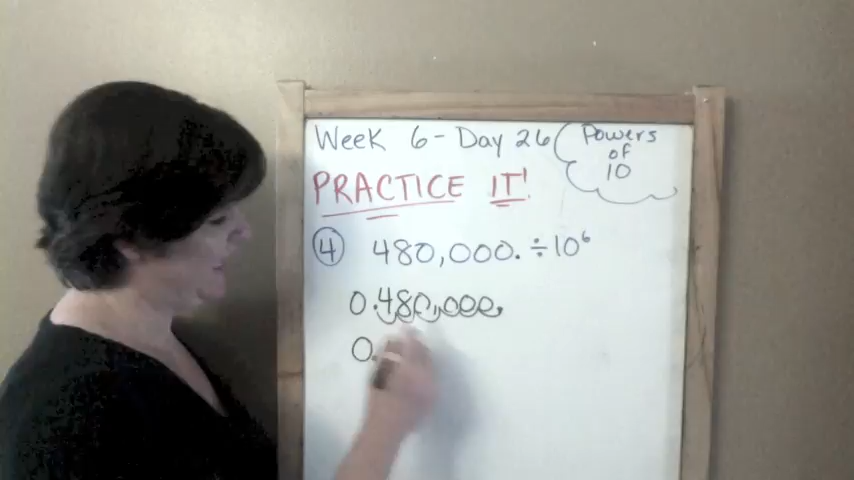 Week 6 - Day 26
Powers
of
10
PRACTICE IT!
4 480,000. ÷ 10⁶
0.480,000.
0.